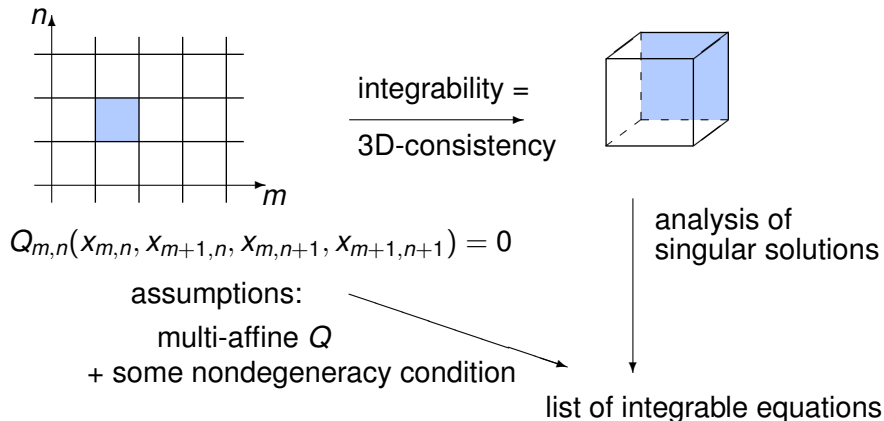 n
m
integrability =
3D-consistency
Q_{m,n}(x_{m,n}, x_{m+1,n}, x_{m,n+1}, x_{m+1,n+1}) = 0
analysis of
singular solutions
assumptions:
multi-affine Q
+ some nondegeneracy condition
list of integrable equations